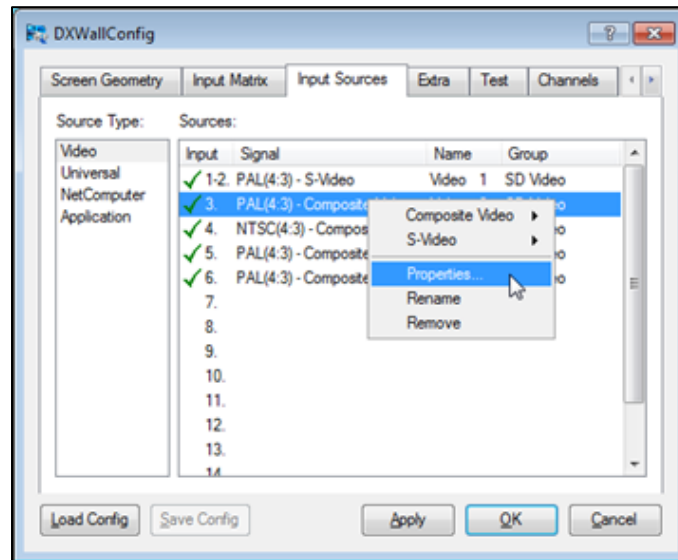 DXWallConfig
Screen Geometry Input Matrix Input Sources Extra Test Channels
Source Type: Sources:
Video
Universal
NetComputer
Application
Input Signal Name Group
1-2. PAL(4:3) - S-Video Video 1 SD Video
3. PAL(4:3) - Composite
4. NTSC(4:3) - Compos
5. PAL(4:3) - Composite
6. PAL(4:3) - Composite
7.
8.
9.
10.
11.
12.
13.
14
Composite Video
S-Video
Properties...
Rename
Remove
Load Config Save Config Apply OK Cancel